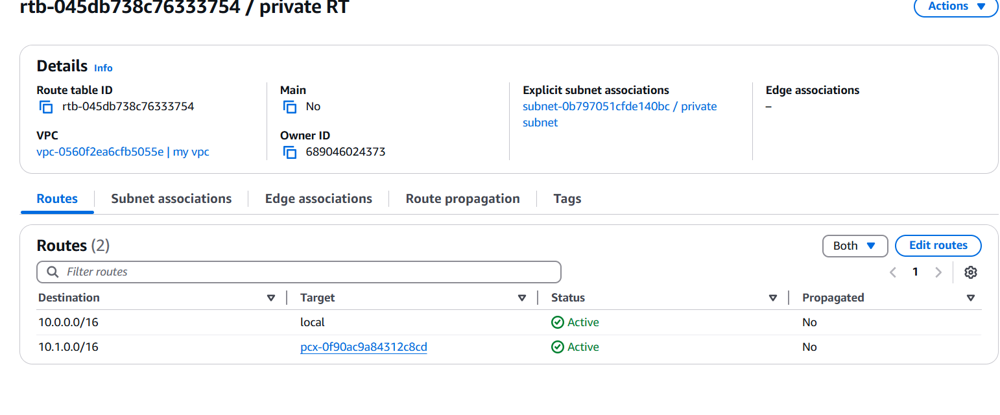 rtb-045db738c76333754 / private RT
Actions
Details Info
Route table ID
rtb-045db738c76333754
Main
No
Explicit subnet associations
subnet-0b797051cfde140bc / private
subnet
Edge associations
–
VPC
vpc-0560f2ea6cfb5055e | my vpc
Owner ID
689046024373
Routes Subnet associations Edge associations Route propagation Tags
Routes (2)
Both
Edit routes
Filter routes
1
Destination Target Status Propagated
10.0.0.0/16 local Active No
10.1.0.0/16 pcx-0f90ac9a84312c8cd Active No